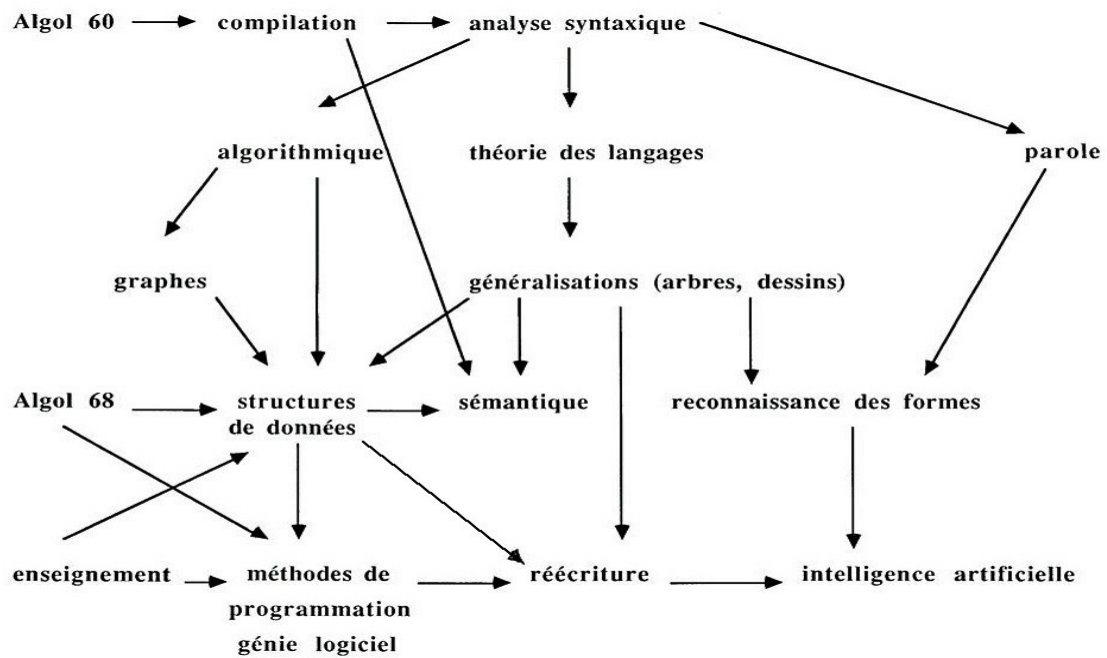 Algol 60 compilation analyse syntaxique
algorithmique théorie des langages parole
graphes généralisations (arbres, dessins)
Algol 68 structures sémantique reconnaissance des formes
de données
enseignement méthodes de réécriture intelligence artificielle
programmation
génie logiciel